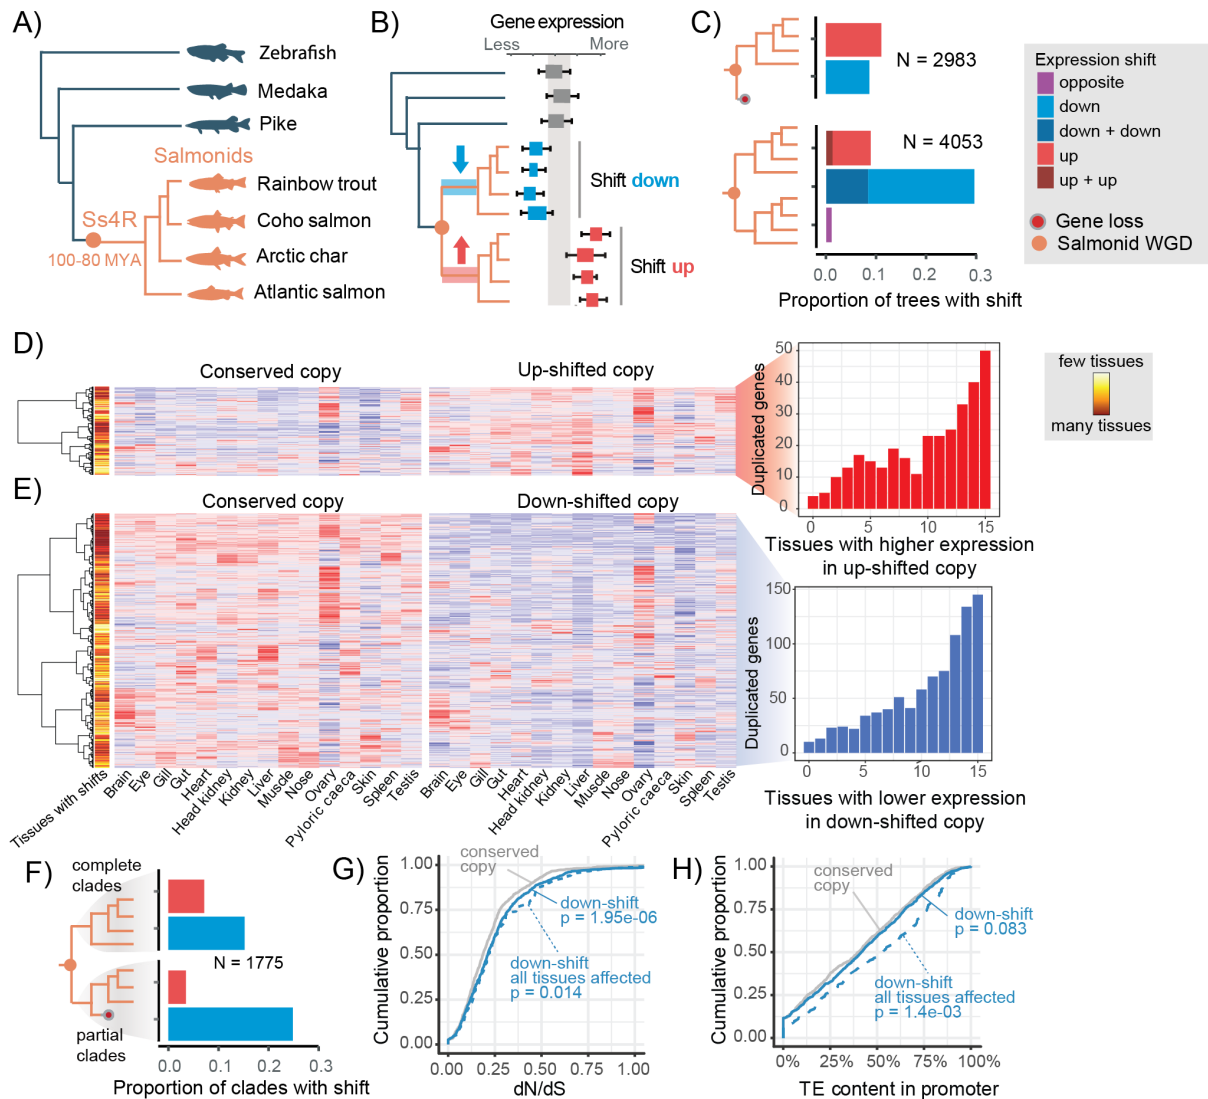 A)
Zebrafish
Medaka
Pike
Salmonids
Rainbow trout
Ss4R
Coho salmon
100-80 MYA
Arctic char
Atlantic salmon
B)
Gene expression
Less
More
Shift down
Shift up
C)
N = 2983
N = 4053
0.0
0.1
0.2
0.3
Proportion of trees with shift
Expression shift
opposite
down
down + down
up
up + up
Gene loss
Salmonid WGD
D)
Conserved copy
Up-shifted copy
Duplicated genes
50
40
30
20
10
0
0
5
10
15
Tissues with higher expression
in up-shifted copy
few tissues
many tissues
E)
Conserved copy
Down-shifted copy
Tissues with shifts
Brain
Eye
Gill
Gut
Heart
Head kidney
Kidney
Liver
Muscle
Nose
Ovary
Pyloric caeca
Skin
Spleen
Testis
Brain
Eye
Gill
Gut
Heart
Head kidney
Kidney
Liver
Muscle
Nose
Ovary
Pyloric caeca
Skin
Spleen
Testis
Duplicated genes
150
100
50
0
0
5
10
15
Tissues with lower expression
in down-shifted copy
F)
complete
clades
N = 1775
partial
clades
0.0
0.1
0.2
0.3
Proportion of clades with shift
G)
Cumulative proportion
1.00
0.75
0.50
0.25
0.00
conserved
copy
down-shift
p = 1.95e-06
down-shift
all tissues affected
p = 0.014
0.00
0.25
0.50
0.75
1.00
dN/dS
H)
Cumulative proportion
1.00
0.75
0.50
0.25
0.00
conserved
copy
down-shift
p = 0.083
down-shift
all tissues affected
p = 1.4e-03
0%
25%
50%
75%
100%
TE content in promoter